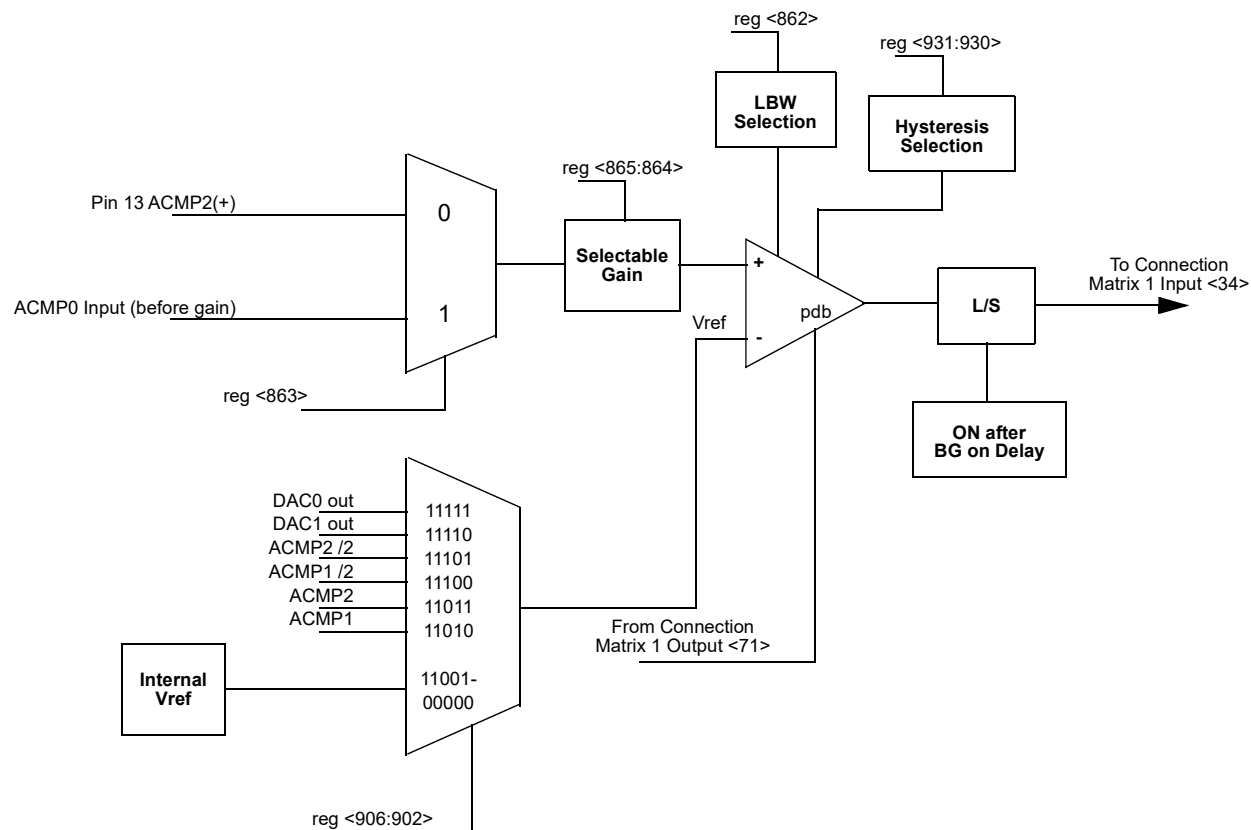 reg <862>
reg <931:930>
LBW
Selection
Hysteresis
Selection
reg <865:864>
Pin 13 ACMP2(+)
0
Selectable
Gain
+
To Connection
Matrix 1 Input <34>
ACMP0 Input (before gain)
1
L/S
pdb
Vref
-
reg <863>
ON after
BG on Delay
DAC0 out
11111
DAC1 out
11110
ACMP2 /2
11101
ACMP1 /2
11100
ACMP2
11011
ACMP1
11010
From Connection
Matrix 1 Output <71>
Internal
Vref
11001-
00000
reg <906:902>